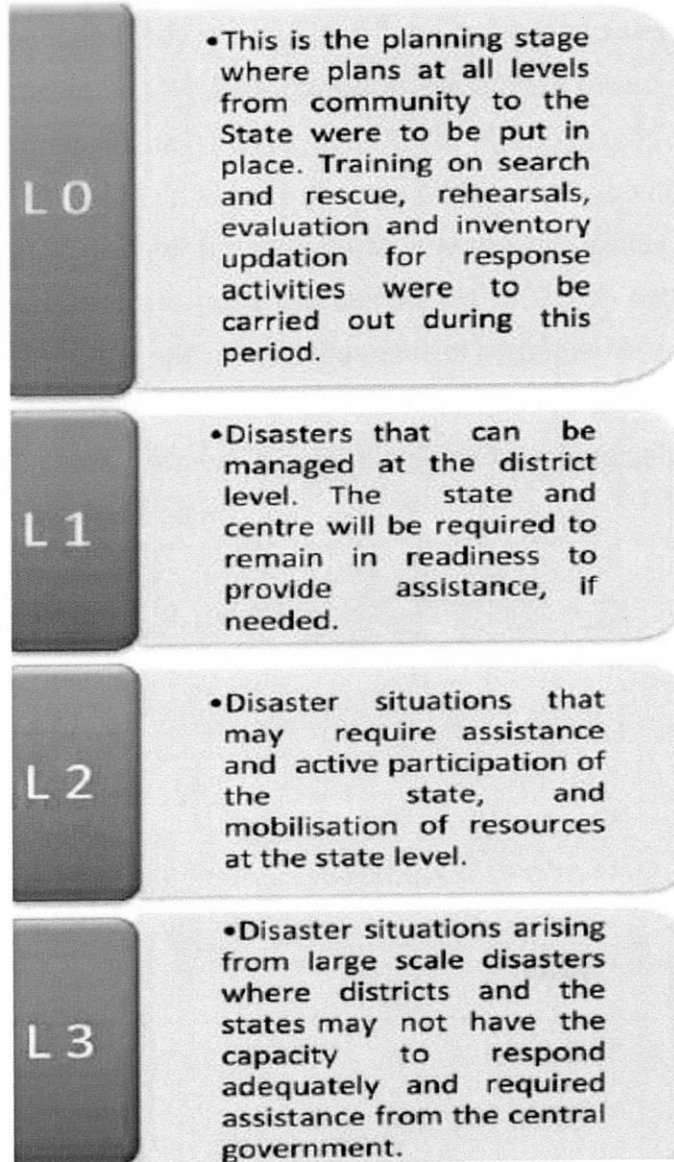 L 0
•This is the planning stage
where plans at all levels
from community to the
State were to be put in
place. Training on search
and rescue, rehearsals,
evaluation and inventory
updation for response
activities were to be
carried out during this
period.
L 1
•Disasters that can be
managed at the district
level. The state and
centre will be required to
remain in readiness to
provide assistance, if
needed.
L 2
•Disaster situations that
may require assistance
and active participation of
the state, and
mobilisation of resources
at the state level.
L 3
•Disaster situations arising
from large scale disasters
where districts and the
states may not have the
capacity to respond
adequately and required
assistance from the central
government.